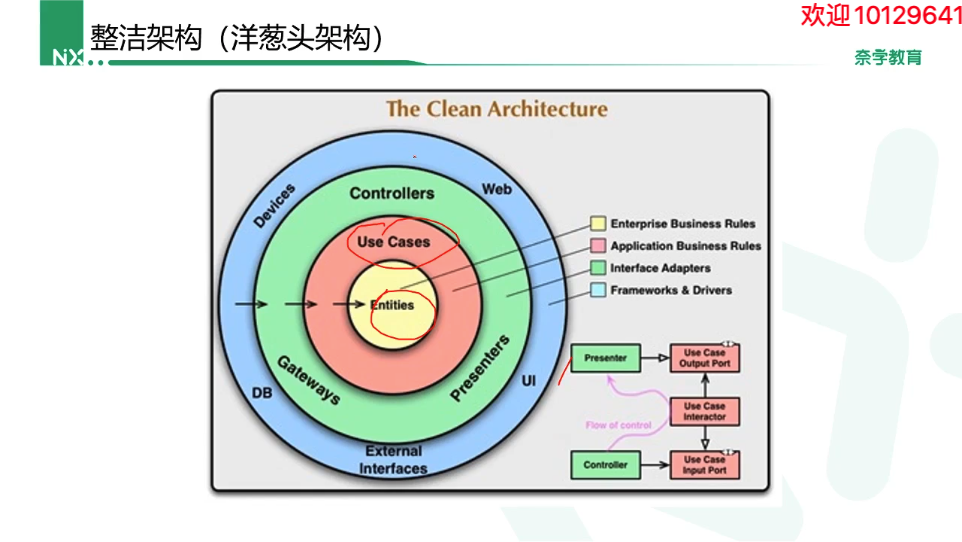 欢迎10129641
整洁架构（洋葱头架构）
NX
奈学教育
The Clean Architecture
Devices
Web
Controllers
Use Cases
Entities
Gateways
Presenters
DB
UI
External
Interfaces
Enterprise Business Rules
Application Business Rules
Interface Adapters
Frameworks & Drivers
Presenter
Use Case
Output Port
Use Case
Interactor
Flow of control
Controller
Use Case
Input Port